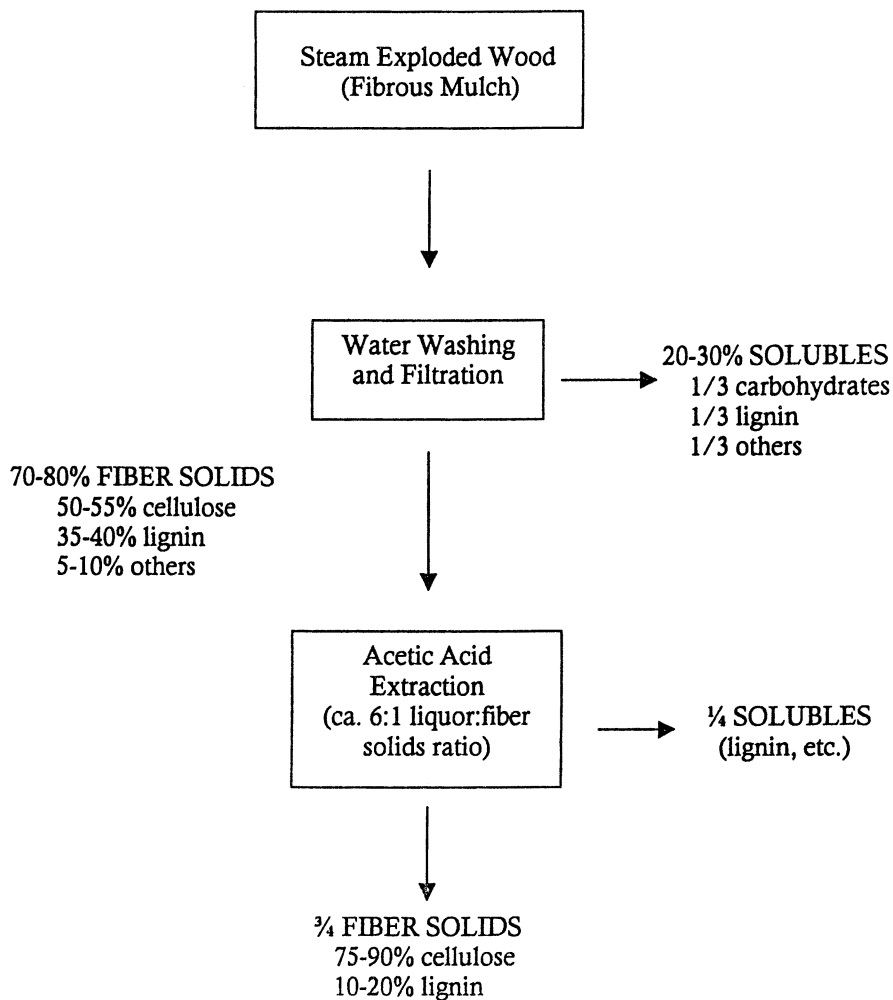 Steam Exploded Wood
(Fibrous Mulch)
Water Washing
and Filtration
20-30% SOLUBLES
1/3 carbohydrates
1/3 lignin
1/3 others
70-80% FIBER SOLIDS
50-55% cellulose
35-40% lignin
5-10% others
Acetic Acid
Extraction
(ca. 6:1 liquor:fiber
solids ratio)
¼ SOLUBLES
(lignin, etc.)
¾ FIBER SOLIDS
75-90% cellulose
10-20% lignin